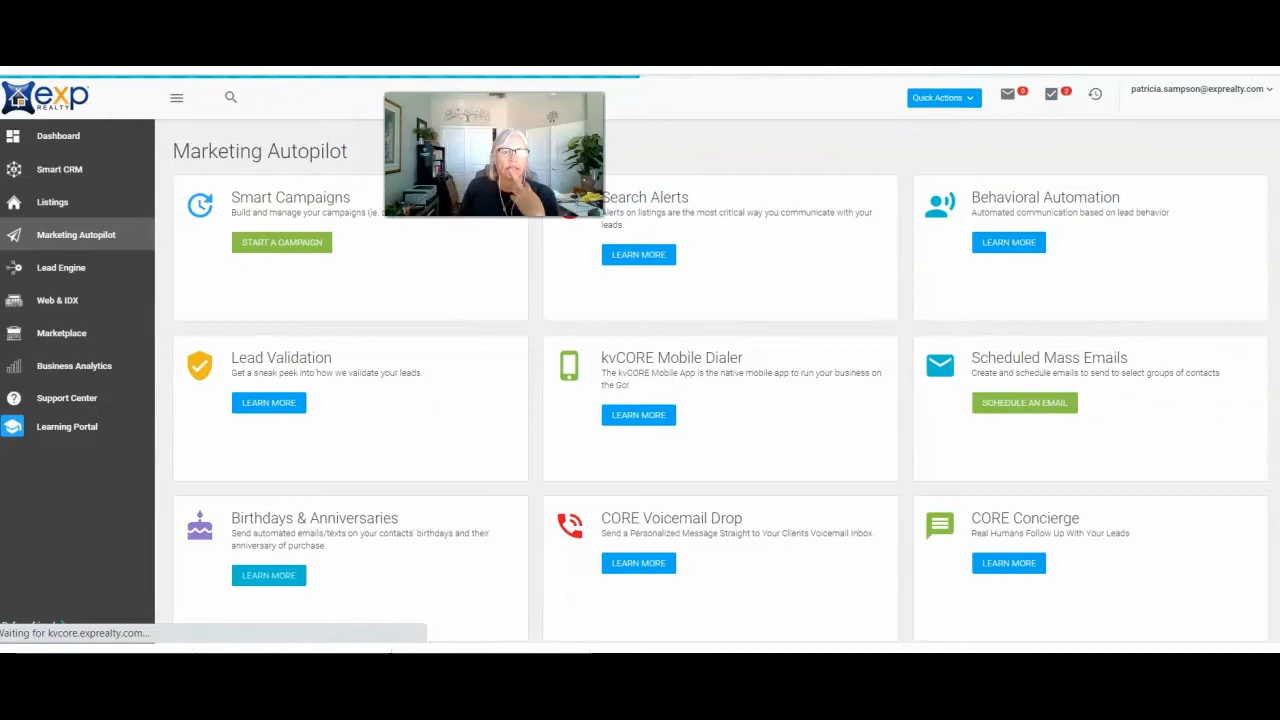 exp
REALTY
Quick Actions
0
2
patricia.sampson@exprealty.com
Dashboard
Smart CRM
Listings
Marketing Autopilot
Lead Engine
Web & IDX
Marketplace
Business Analytics
Support Center
Learning Portal
Marketing Autopilot
Smart Campaigns
Build and manage your campaigns (ie.
START A CAMPAIGN
Search Alerts
Alerts on listings are the most critical way you communicate with your
leads.
LEARN MORE
Behavioral Automation
Automated communication based on lead behavior
LEARN MORE
Lead Validation
Get a sneak peek into how we validate your leads.
LEARN MORE
kvCORE Mobile Dialer
The kvCORE Mobile App is the native mobile app to run your business on
the Go!
LEARN MORE
Scheduled Mass Emails
Create and schedule emails to send to select groups of contacts
SCHEDULE AN EMAIL
Birthdays & Anniversaries
Send automated emails/texts on your contacts' birthdays and their
anniversary of purchase.
LEARN MORE
CORE Voicemail Drop
Send a Personalized Message Straight to Your Clients Voicemail Inbox.
LEARN MORE
CORE Concierge
Real Humans Follow Up With Your Leads
LEARN MORE
Waiting for kvcore.exprealty.com...